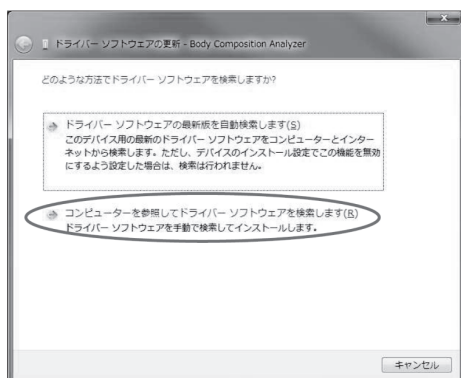 ドライバー ソフトウェアの更新 - Body Composition Analyzer
どのような方法でドライバー ソフトウェアを検索しますか?
ドライバー ソフトウェアの最新版を自動検索します(S)
このデバイス用の最新のドライバー ソフトウェアをコンピューターとインター
ネットから検索します。ただし、デバイスのインストール設定でこの機能を無効
にするよう設定した場合は、検索は行われません。
コンピューターを参照してドライバー ソフトウェアを検索します(R)
ドライバー ソフトウェアを手動で検索してインストールします。
キャンセル